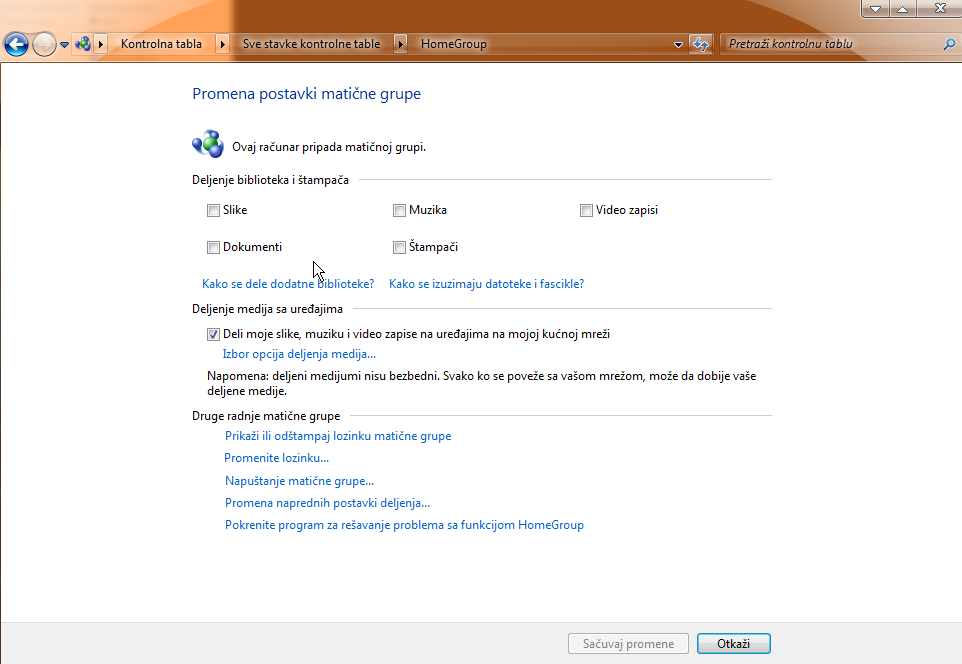 Kontrolna tabla Sve stavke kontrolne table HomeGroup Pretraži kontrolnu tablu
Promena postavki matične grupe
Ovaj računar pripada matičnoj grupi.
Deljenje biblioteka i štampača
Slike Muzika Video zapisi
Dokumenti Štampači
Kako se dele dodatne biblioteke? Kako se izuzimaju datoteke i fascikle?
Deljenje medija sa uređajima
Deli moje slike, muziku i video zapise na uređajima na mojoj kućnoj mreži
Izbor opcija deljenja medija...
Napomena: deljeni medijumi nisu bezbedni. Svako ko se poveže sa vašom mrežom, može da dobije vaše
deljene medije.
Druge radnje matične grupe
Prikaži ili odštampaj lozinku matične grupe
Promenite lozinku...
Napuštanje matične grupe...
Promena naprednih postavki deljenja...
Pokrenite program za rešavanje problema sa funkcijom HomeGroup
Sačuvaj promene Otkaži